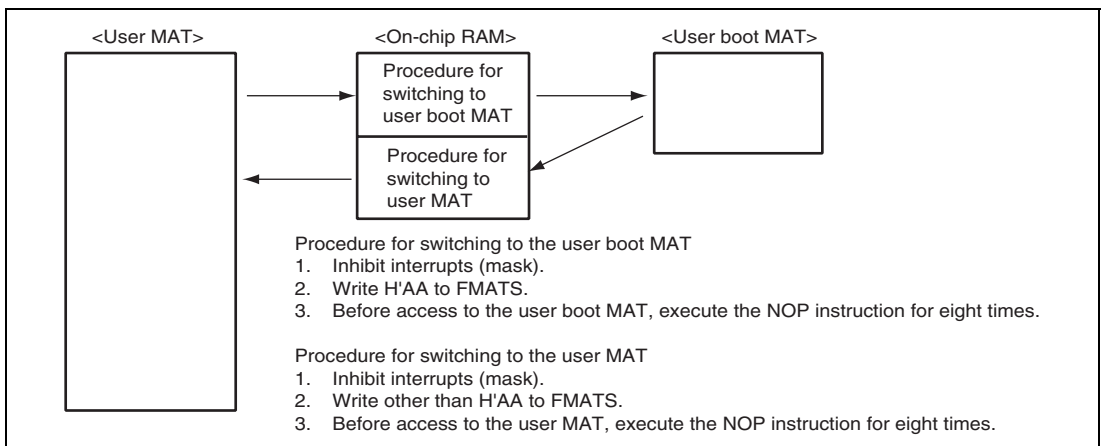 <User MAT>
<On-chip RAM>
<User boot MAT>
Procedure for
switching to
user boot MAT
Procedure for
switching to
user MAT
Procedure for switching to the user boot MAT
1. Inhibit interrupts (mask).
2. Write H'AA to FMATS.
3. Before access to the user boot MAT, execute the NOP instruction for eight times.
Procedure for switching to the user MAT
1. Inhibit interrupts (mask).
2. Write other than H'AA to FMATS.
3. Before access to the user MAT, execute the NOP instruction for eight times.